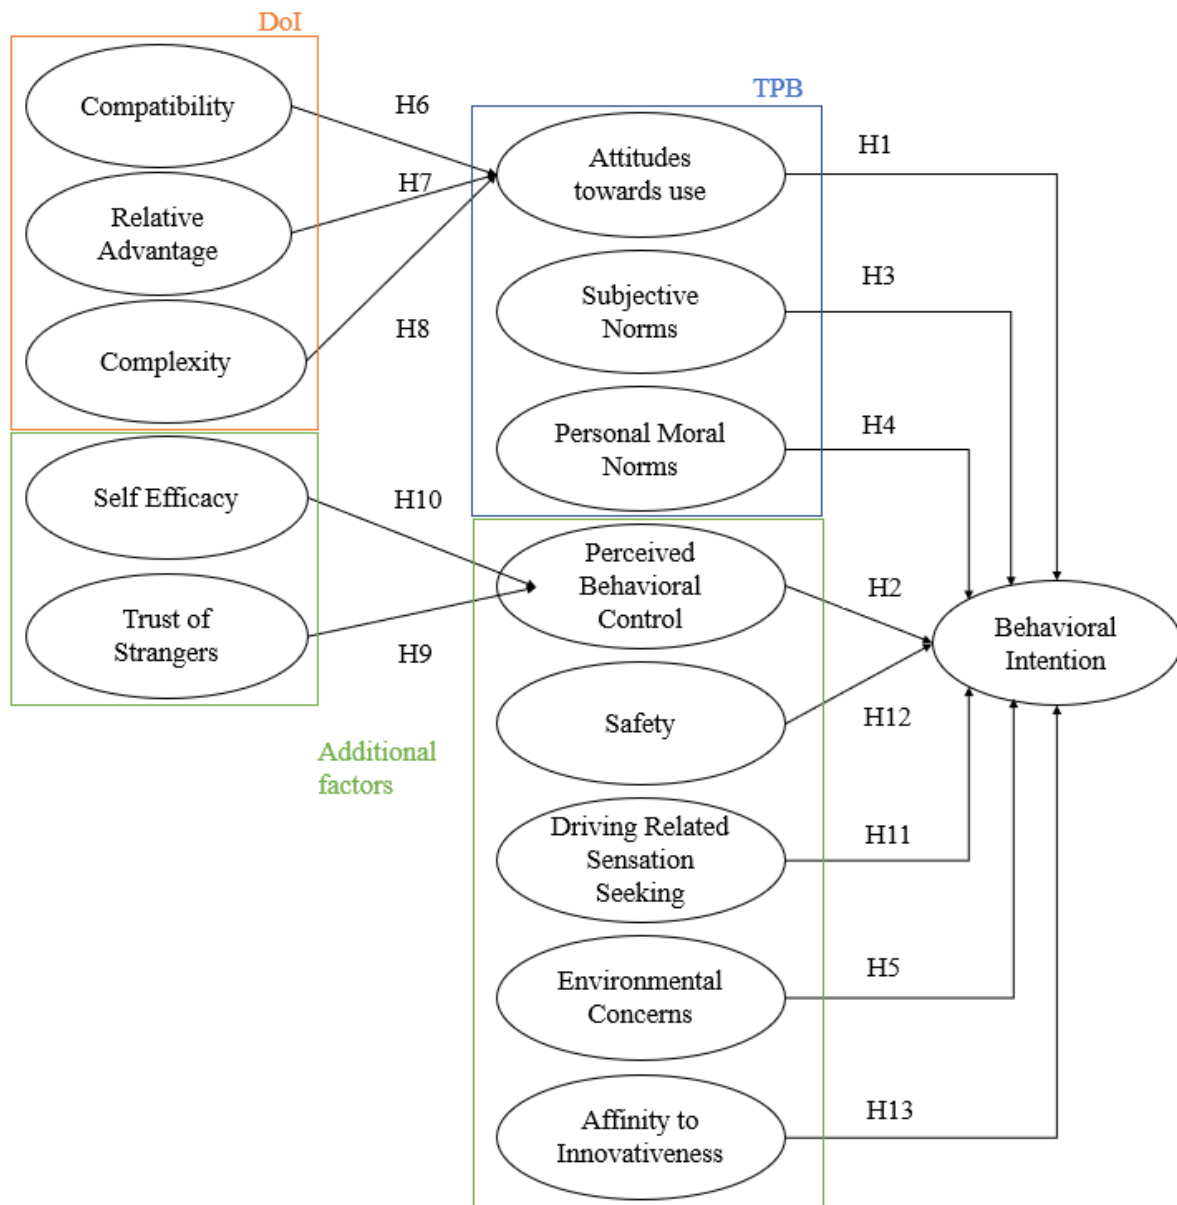 DoI
Compatibility
Relative
Advantage
Complexity
Self Efficacy
Trust of
Strangers
H6
H7
H8
H10
H9
Additional
factors
TPB
Attitudes
towards use
Subjective
Norms
Personal Moral
Norms
Perceived
Behavioral
Control
Safety
Driving Related
Sensation
Seeking
Environmental
Concerns
Affinity to
Innovativeness
H1
H3
H4
H2
H12
H11
H5
H13
Behavioral
Intention